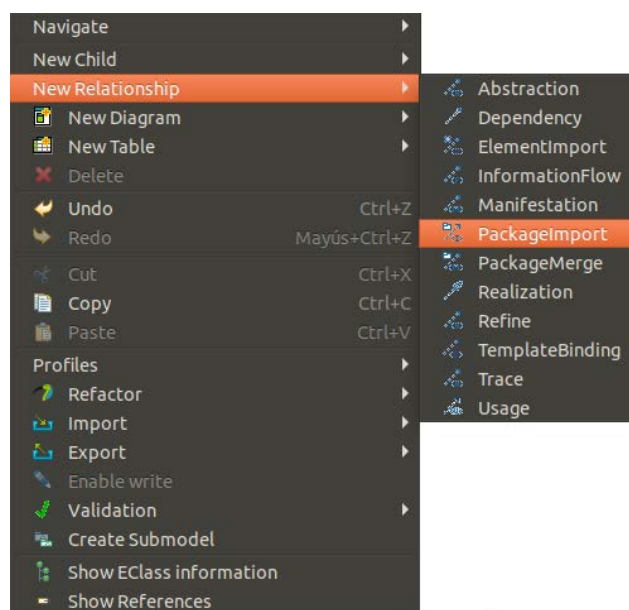 Navigate
New Child
New Relationship
New Diagram
New Table
Delete
Undo Ctrl+Z
Redo Mayús+Ctrl+Z
Cut Ctrl+X
Copy Ctrl+C
Paste Ctrl+V
Profiles
Refactor
Import
Export
Enable write
Validation
Create Submodel
Show EClass information
Show References
Abstraction
Dependency
ElementImport
InformationFlow
Manifestation
PackageImport
PackageMerge
Realization
Refine
TemplateBinding
Trace
Usage